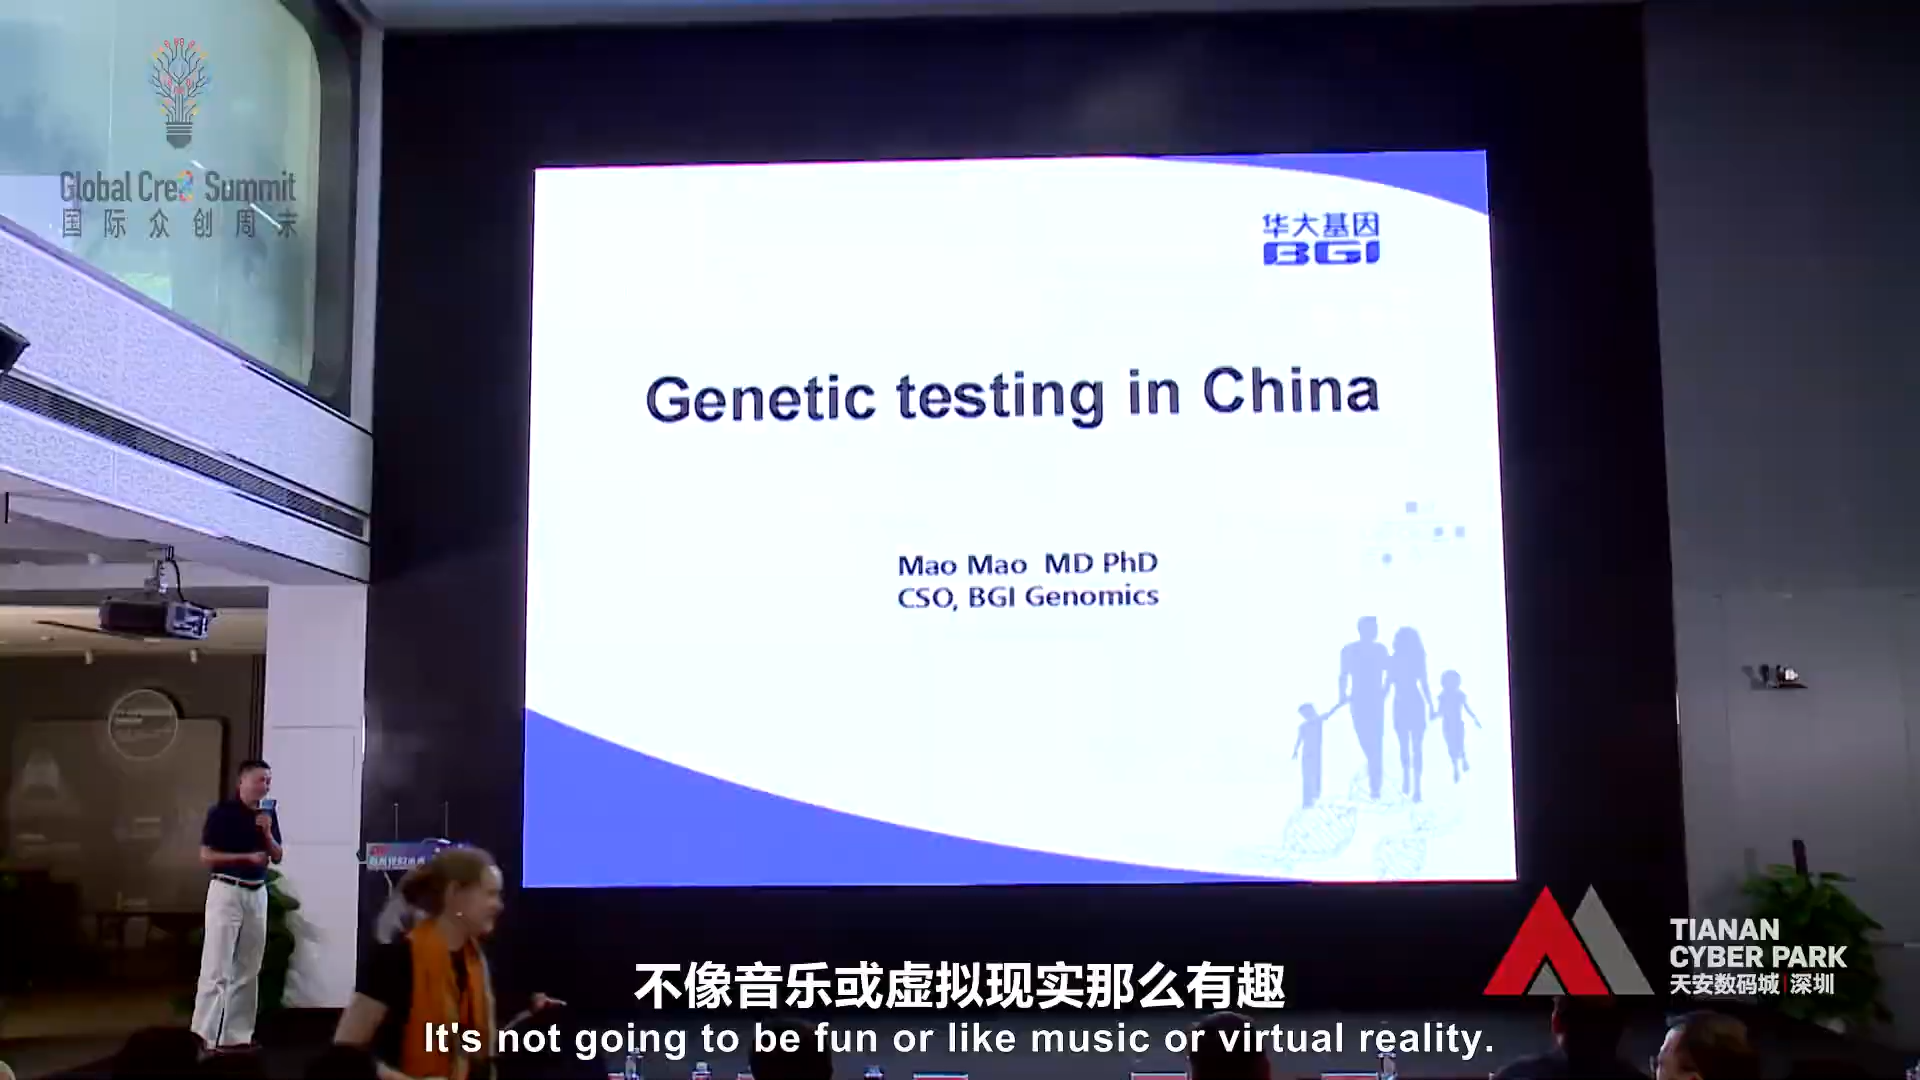 Global Cre8 Summit
国际众创周末
华大基因
BGI
Genetic testing in China
Mao Mao MD PhD
CSO, BGI Genomics
TIANAN
CYBER PARK
天安数码城|深圳
不像音乐或虚拟现实那么有趣
It's not going to be fun or like music or virtual reality.